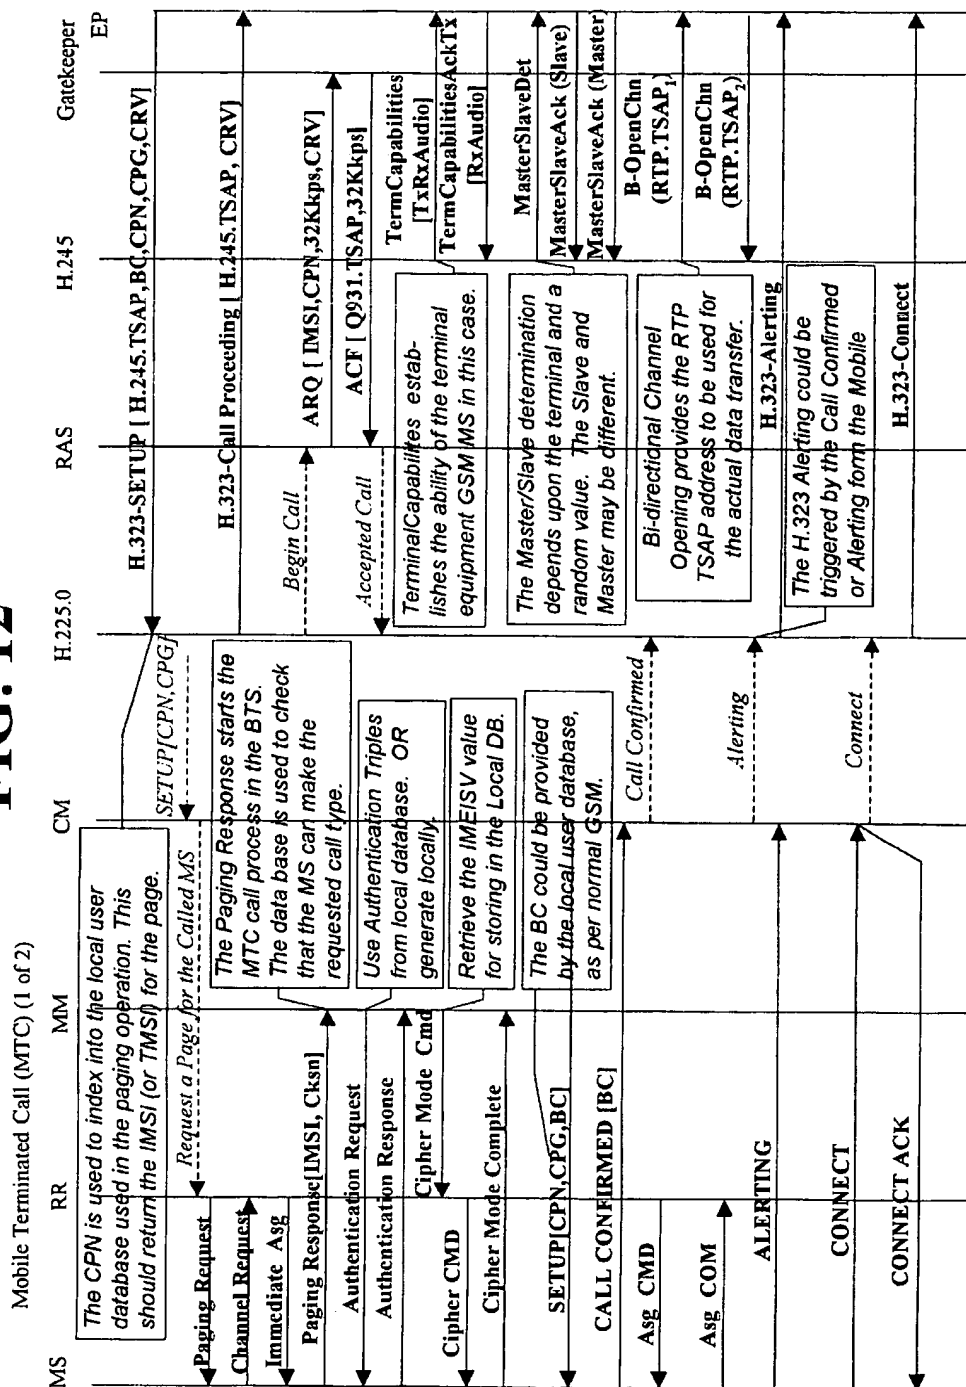 FIG. 12
Mobile Terminated Call (MTC) (1 of 2)
MS
RR
MM
CM
H.225.0
RAS
H.245
Gatekeeper
EP
H.323-SETUP [ H.245.TSAP,BC,CPN,CPG,CRV]
The CPN is used to index into the local user
database used in the paging operation. This
should return the IMSI (or TMSI) for the page.
SETUP[CPN,CPG]
Request a Page for the Called MS
Paging Request
H.323-Call Proceeding [ H.245.TSAP, CRV]
Channel Request
Immediate Asg
Begin Call
ARQ [ IMSI,CPN,32Kkps,CRV]
Paging Response[IMSI, Cksn]
The Paging Response starts the
MTC call process in the BTS.
The data base is used to check
that the MS can make the
requested call type.
Accepted Call
ACF [ Q931.TSAP,32Kkps]
Authentication Request
Authentication Response
Use Authentication Triples
from local database. OR
generate locally.
TermCapabilities
[TxRxAudio]
TermCapabilitiesAckTx
[RxAudio]
TerminalCapabilites estab-
lishes the ability of the terminal
equipment GSM MS in this case.
Cipher Mode Cmd
Cipher CMD
Retrieve the IMEISV value
for storing in the Local DB.
Cipher Mode Complete
MasterSlaveDet
MasterSlaveAck (Slave)
MasterSlaveAck (Master)
The Master/Slave determination
depends upon the terminal and a
random value. The Slave and
Master may be different.
SETUP[CPN,CPG,BC]
The BC could be provided
by the local user database,
as per normal GSM.
CALL CONFIRMED [BC]
Call Confirmed
B-OpenChn
(RTP.TSAP1)
B-OpenChn
(RTP.TSAP2)
Bi-directional Channel
Opening provides the RTP
TSAP address to be used for
the actual data transfer.
Asg CMD
Asg COM
ALERTING
Alerting
H.323-Alerting
The H.323 Alerting could be
triggered by the Call Confirmed
or Alerting form the Mobile
CONNECT
Connect
H.323-Connect
CONNECT ACK